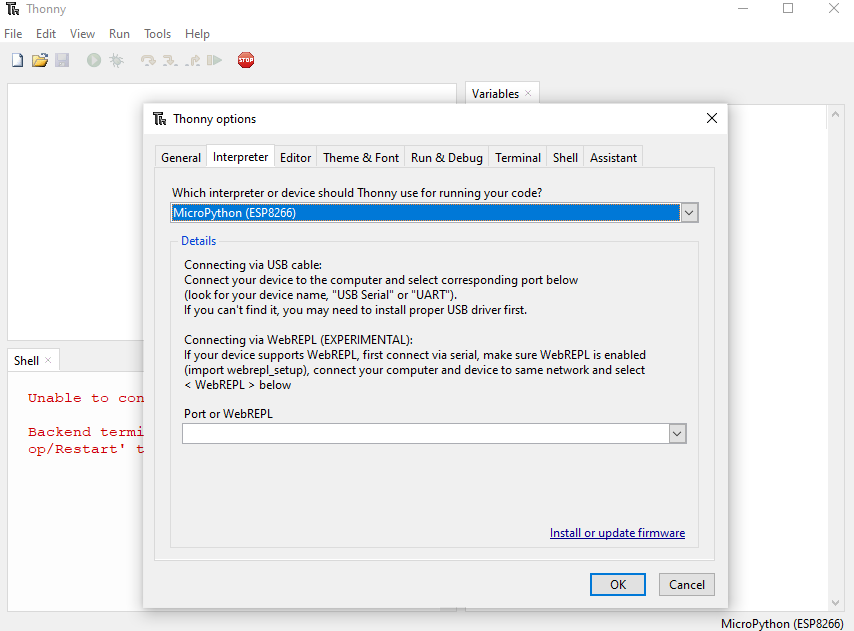 Thonny
File Edit View Run Tools Help
STOP
Variables
Thonny options
General Interpreter Editor Theme & Font Run & Debug Terminal Shell Assistant
Which interpreter or device should Thonny use for running your code?
MicroPython (ESP8266)
Details
Connecting via USB cable:
Connect your device to the computer and select corresponding port below
(look for your device name, "USB Serial" or "UART").
If you can't find it, you may need to install proper USB driver first.
Connecting via WebREPL (EXPERIMENTAL):
If your device supports WebREPL, first connect via serial, make sure WebREPL is enabled
(import webrepl_setup), connect your computer and device to same network and select
< WebREPL > below
Port or WebREPL
Install or update firmware
OK Cancel
Shell
Unable to con
Backend termi
op/Restart' t
MicroPython (ESP8266)